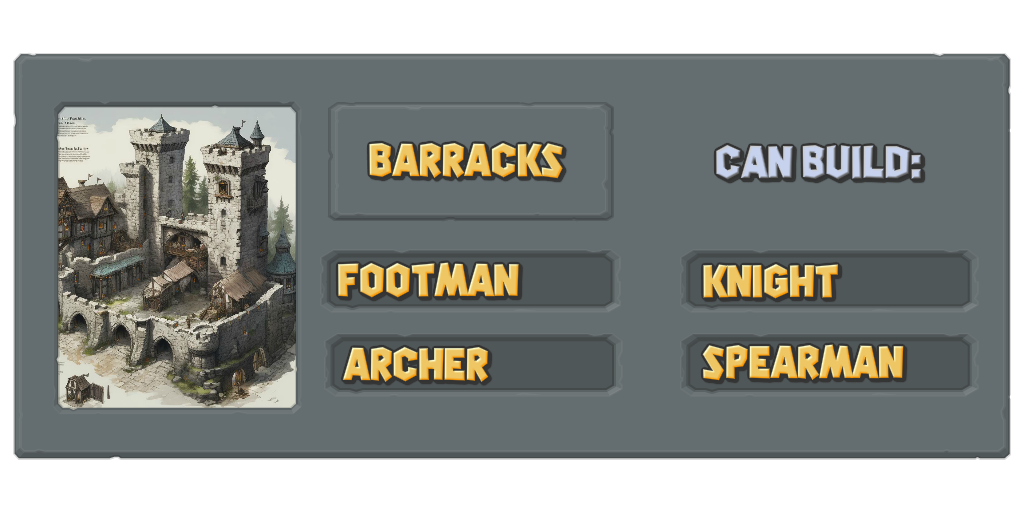 BARRACKS
CAN BUILD:
FOOTMAN
KNIGHT
ARCHER
SPEARMAN